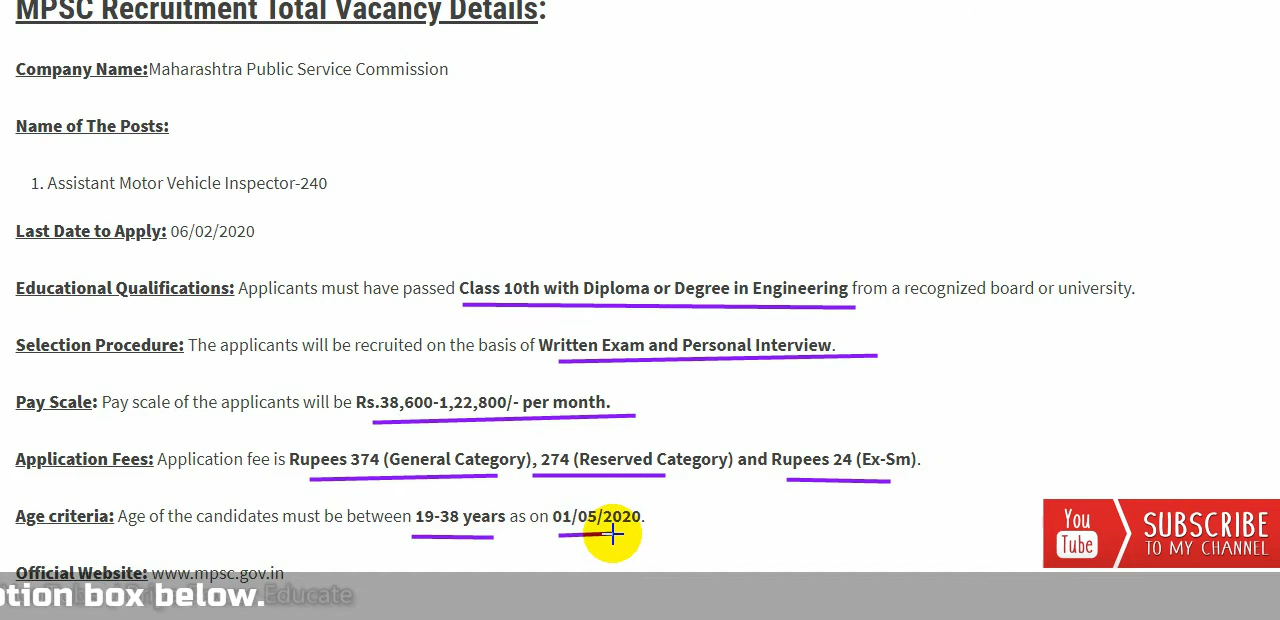 MPSC Recruitment Total Vacancy Details:
Company Name:Maharashtra Public Service Commission
Name of The Posts:
1. Assistant Motor Vehicle Inspector-240
Last Date to Apply: 06/02/2020
Educational Qualifications: Applicants must have passed Class 10th with Diploma or Degree in Engineering from a recognized board or university.
Selection Procedure: The applicants will be recruited on the basis of Written Exam and Personal Interview.
Pay Scale: Pay scale of the applicants will be Rs.38,600-1,22,800/- per month.
Application Fees: Application fee is Rupees 374 (General Category), 274 (Reserved Category) and Rupees 24 (Ex-Sm).
Age criteria: Age of the candidates must be between 19-38 years as on 01/05/2020.
You Tube SUBSCRIBE
TO MY CHANNEL
Official Website: www.mpsc.gov.in
ption box below.
Educate